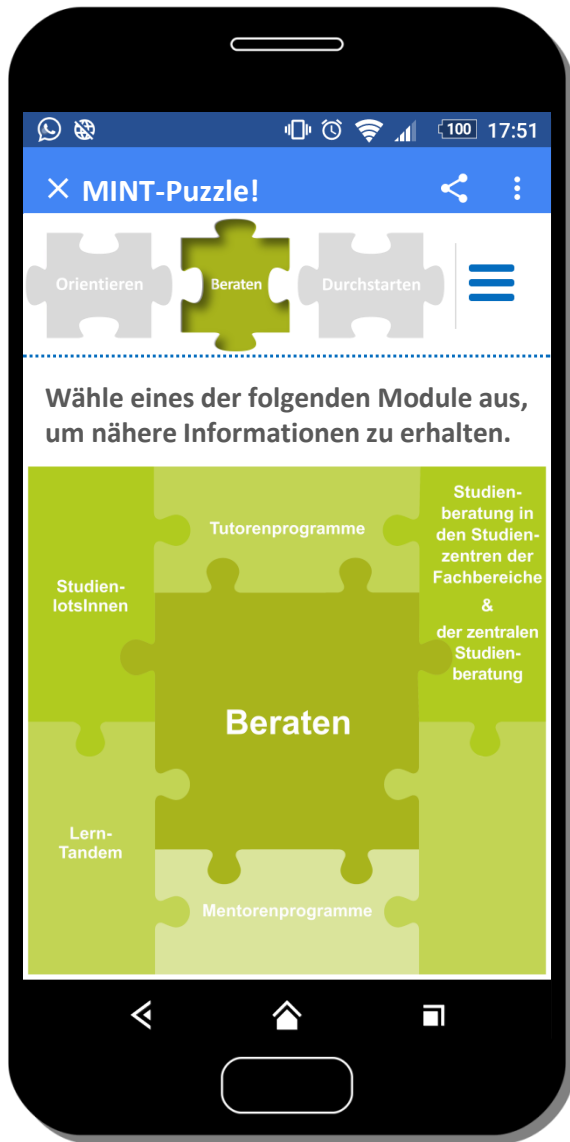 100 17:51
MINT-Puzzle!
Orientieren
Beraten
Durchstarten
Wähle eines der folgenden Module aus,
um nähere Informationen zu erhalten.
Tutorenprogramme
Studien-
beratung in
den Studien-
zentren der
Fachbereiche
&
der zentralen
Studien-
beratung
Studien-
lotsInnen
Beraten
Lern-
Tandem
Mentorenprogramme